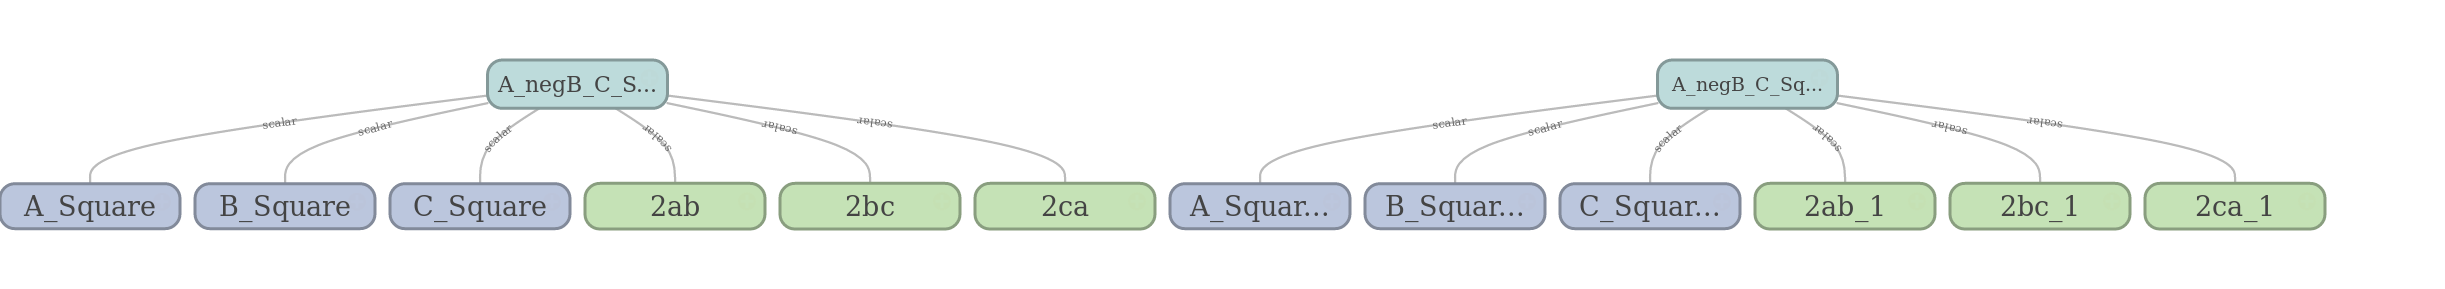 A_negB_C_S...
A_negB_C_Sq...
scalar
scalar
scalar
scalar
scalar
scalar
scalar
scalar
scalar
scalar
scalar
scalar
A_Square
B_Square
C_Square
2ab
2bc
2ca
A_Squar...
B_Squar...
C_Squar...
2ab_1
2bc_1
2ca_1